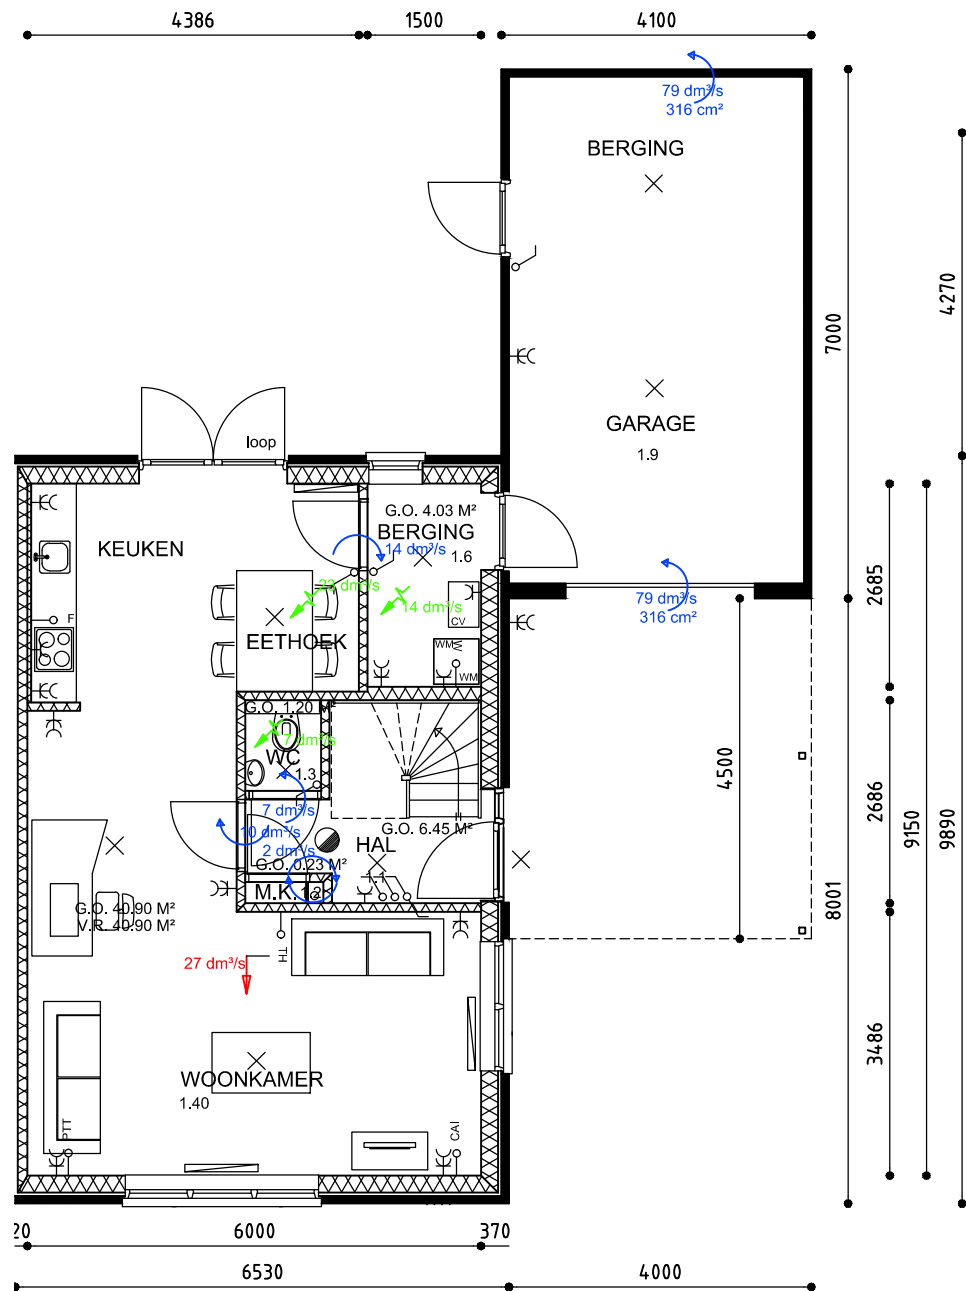 4386
1500
4100
79 dm³/s
316 cm²
BERGING
4270
7000
GARAGE
1.9
loop
G.O. 4.03 M²
BERGING
14 dm³/s
1.6
KEUKEN
14 dm³/s
79 dm³/s
316 cm²
CV
F
EETHOEK
WM
WM
2685
G.O. 1.20 M²
7 dm³/s
WC
1.3
4500
2686
9150
9890
7 dm³/s
10 dm³/s
G.O. 6.45 M²
2 dm³/s
HAL
G.O. 0.23 M²
M.K.
1.2
8001
G.O. 40.90 M²
V.R. 40.90 M²
TH
27 dm³/s
3486
WOONKAMER
1.40
PTT
CAI
20
6000
370
6530
4000